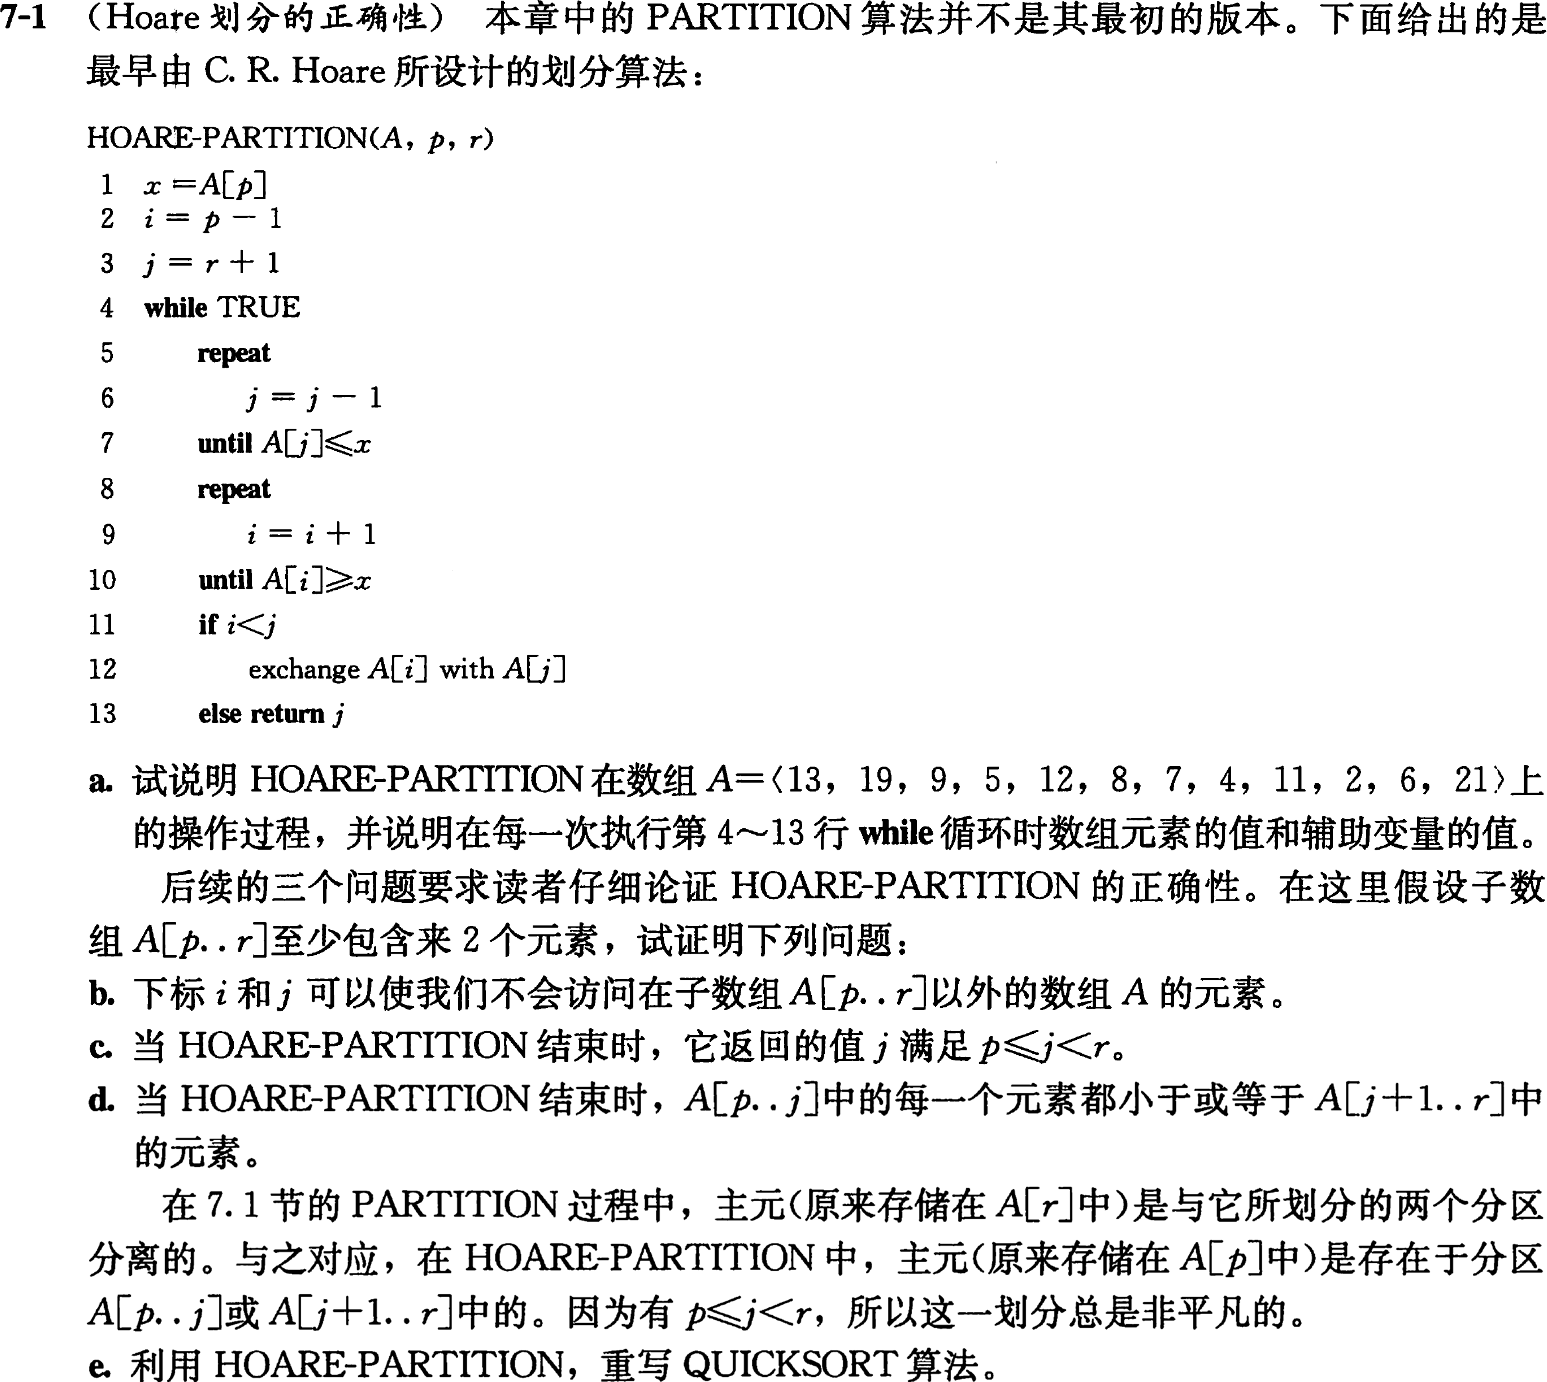 7-1 （Hoare 划分的正确性） 本章中的 PARTITION 算法并不是其最初的版本。下面给出的是
最早由 C. R. Hoare 所设计的划分算法：
HOARE-PARTITION(A, p, r)
1 x =A[p]
2 i = p − 1
3 j = r + 1
4 while TRUE
5 repeat
6 j = j − 1
7 until A[j]≤x
8 repeat
9 i = i + 1
10 until A[i]≥x
11 if i<j
12 exchange A[i] with A[j]
13 else return j
a. 试说明 HOARE-PARTITION 在数组 A=〈13，19，9，5，12，8，7，4，11，2，6，21〉上
的操作过程，并说明在每一次执行第 4～13 行 while 循环时数组元素的值和辅助变量的值。
后续的三个问题要求读者仔细论证 HOARE-PARTITION 的正确性。在这里假设子数
组 A[p..r]至少包含来 2 个元素，试证明下列问题：
b. 下标 i 和 j 可以使我们不会访问在子数组 A[p..r]以外的数组 A 的元素。
c. 当 HOARE-PARTITION 结束时，它返回的值 j 满足 p≤j<r。
d. 当 HOARE-PARTITION 结束时，A[p..j]中的每一个元素都小于或等于 A[j+1..r]中
的元素。
在 7.1 节的 PARTITION 过程中，主元(原来存储在 A[r]中)是与它所划分的两个分区
分离的。与之对应，在 HOARE-PARTITION 中，主元(原来存储在 A[p]中)是存在于分区
A[p..j]或 A[j+1..r]中的。因为有 p≤j<r，所以这一划分总是非平凡的。
e. 利用 HOARE-PARTITION，重写 QUICKSORT 算法。